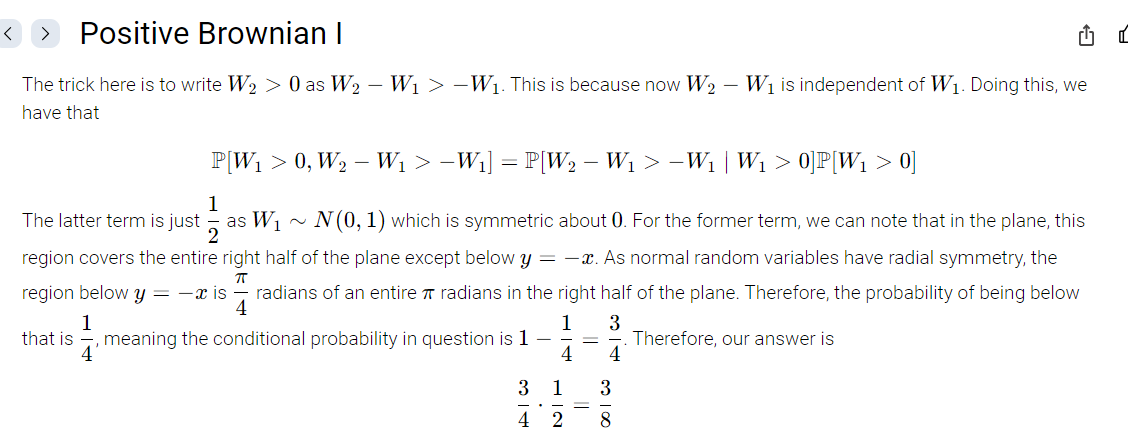 Positive Brownian I
The trick here is to write W₂ > 0 as W₂ − W₁ > −W₁. This is because now W₂ − W₁ is independent of W₁. Doing this, we
have that
ℙ[W₁ > 0, W₂ − W₁ > −W₁] = ℙ[W₂ − W₁ > −W₁ | W₁ > 0]ℙ[W₁ > 0]
The latter term is just 1/2 as W₁ ∼ N(0, 1) which is symmetric about 0. For the former term, we can note that in the plane, this
region covers the entire right half of the plane except below y = −x. As normal random variables have radial symmetry, the
region below y = −x is π/4 radians of an entire π radians in the right half of the plane. Therefore, the probability of being below
that is 1/4, meaning the conditional probability in question is 1 − 1/4 = 3/4. Therefore, our answer is
3/4 · 1/2 = 3/8